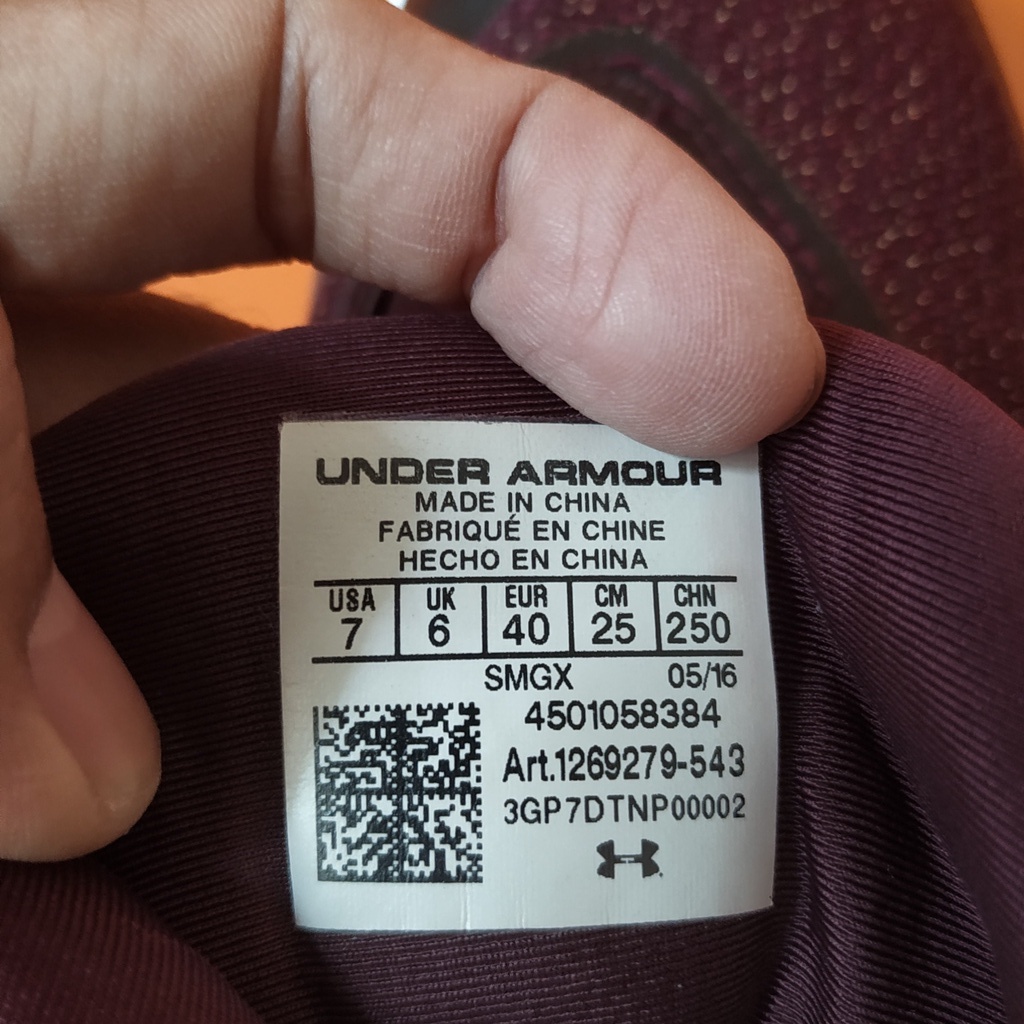 UNDER ARMOUR
MADE IN CHINA
FABRIQUÉ EN CHINE
HECHO EN CHINA
USA UK EUR CM CHN
7 6 40 25 250
SMGX 05/16
4501058384
Art.1269279-543
3GP7DTNP00002